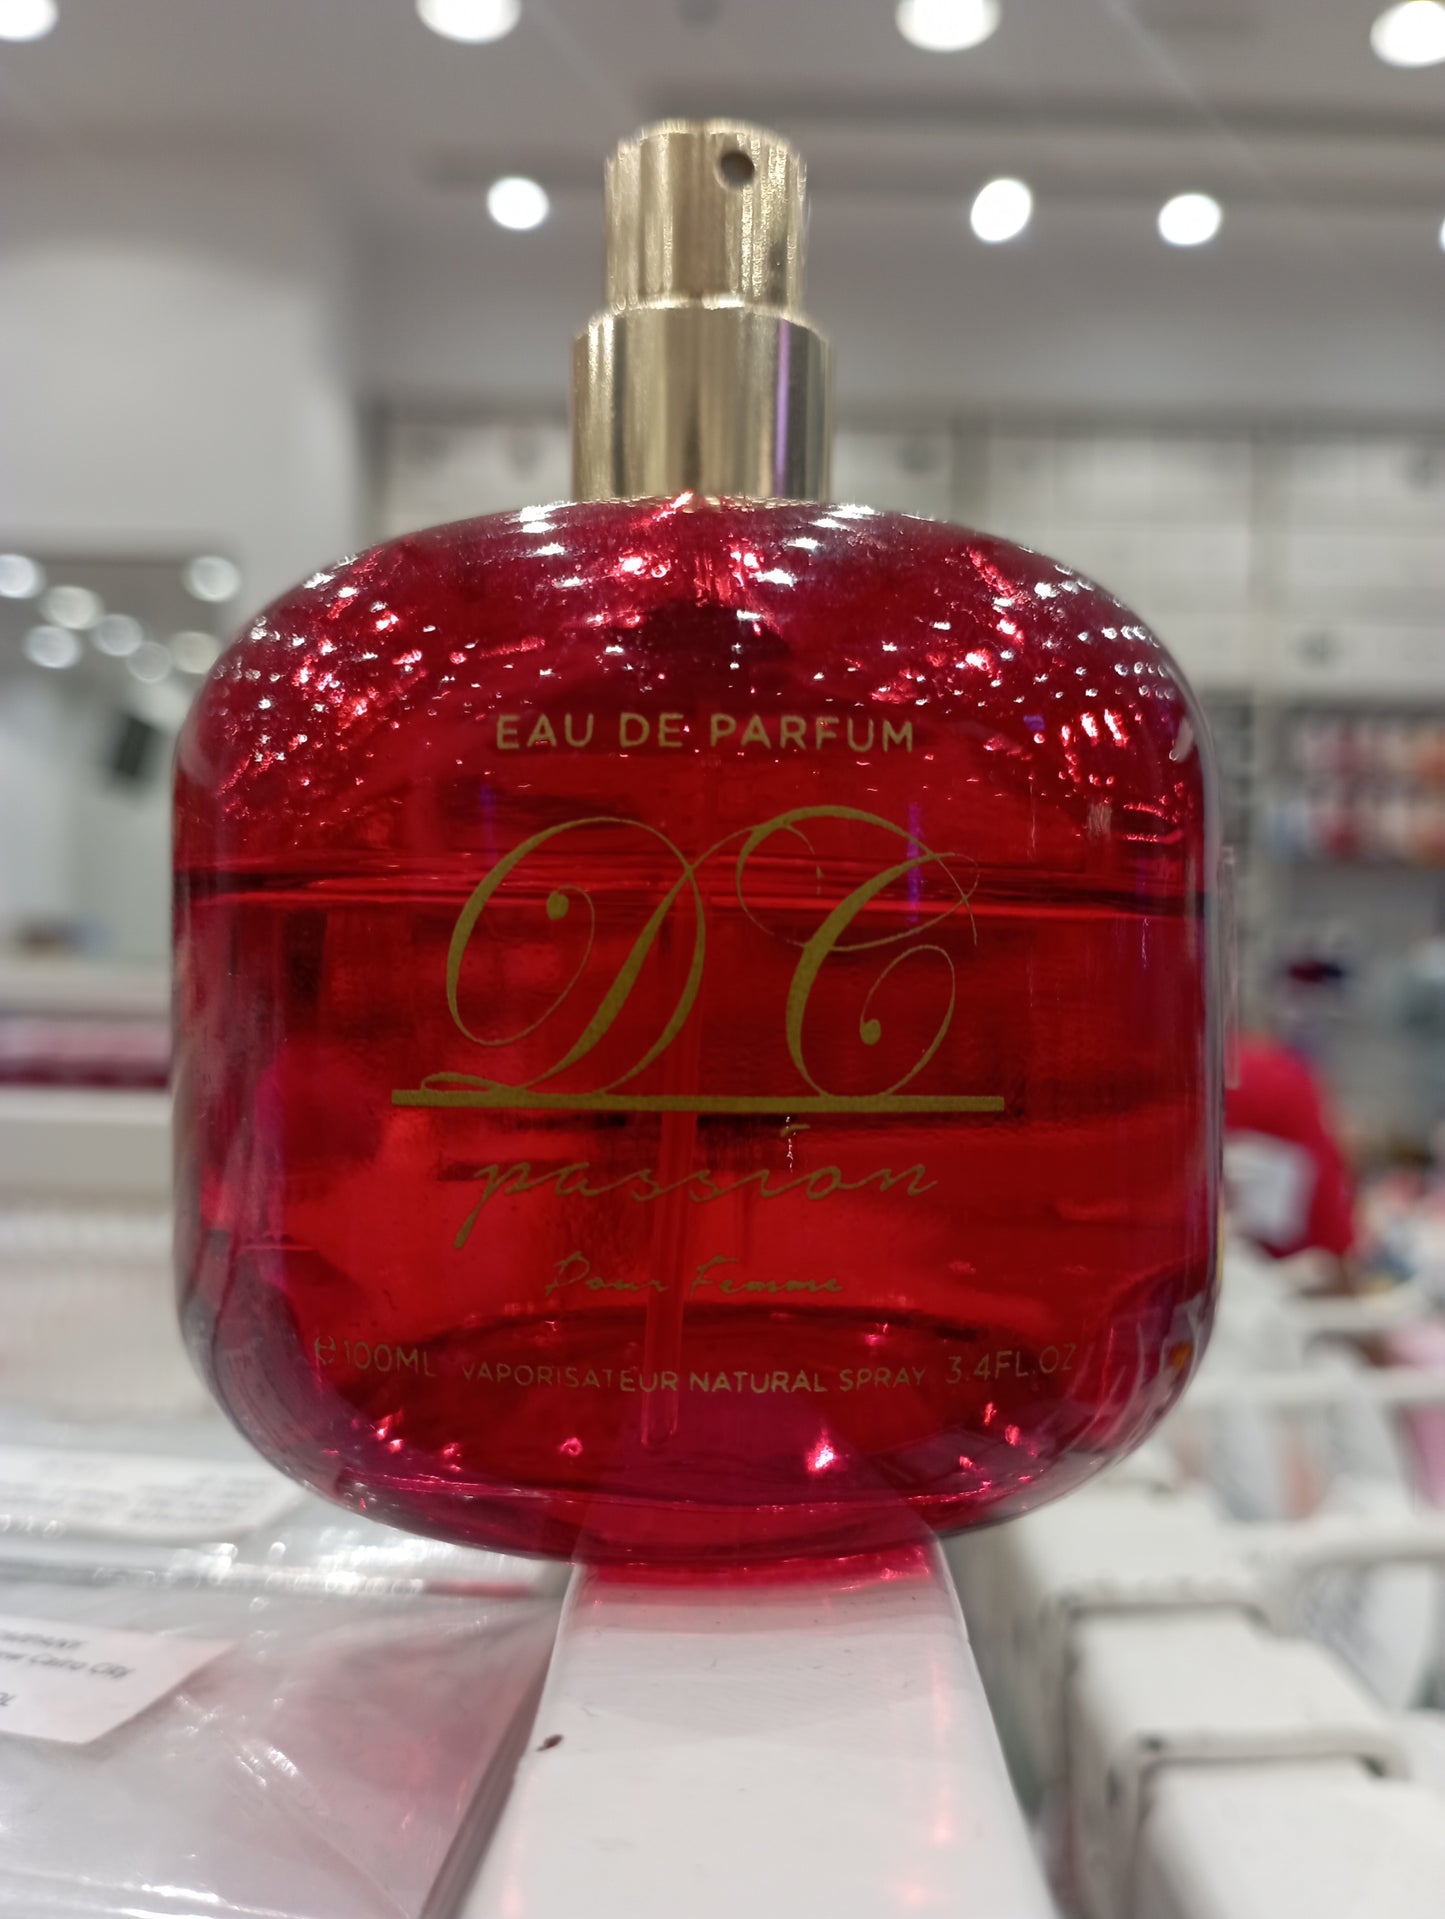 EAU DE PARFUM
DC
passion
Pour Femme
℮100ML VAPORISATEUR NATURAL SPRAY 3.4FL.OZ